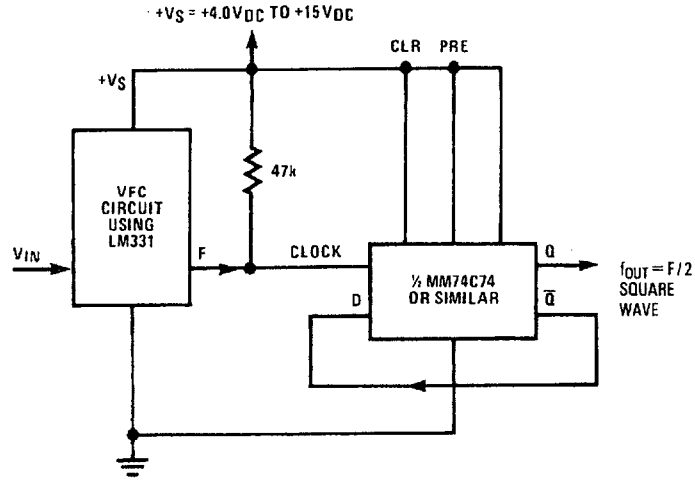 +VS = +4.0VDC TO +15VDC
CLR PRE
+VS
VFC
CIRCUIT
USING
LM331
47k
VIN
F
CLOCK
Q
½ MM74C74
OR SIMILAR
D
Q̅
fOUT = F/2
SQUARE
WAVE